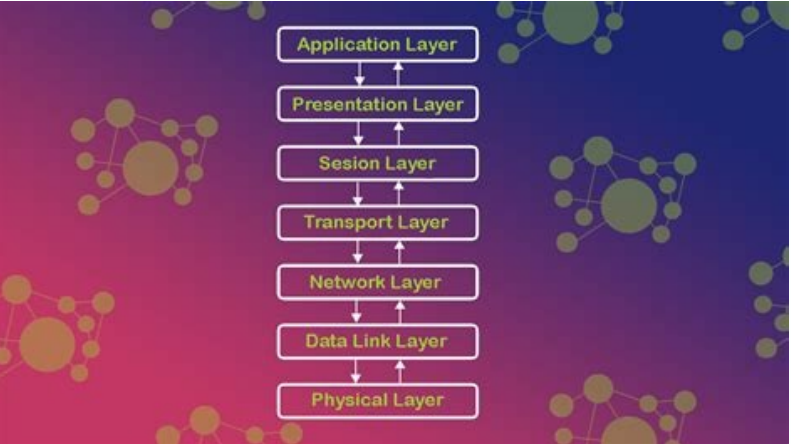 Application Layer
Presentation Layer
Sesion Layer
Transport Layer
Network Layer
Data Link Layer
Physical Layer